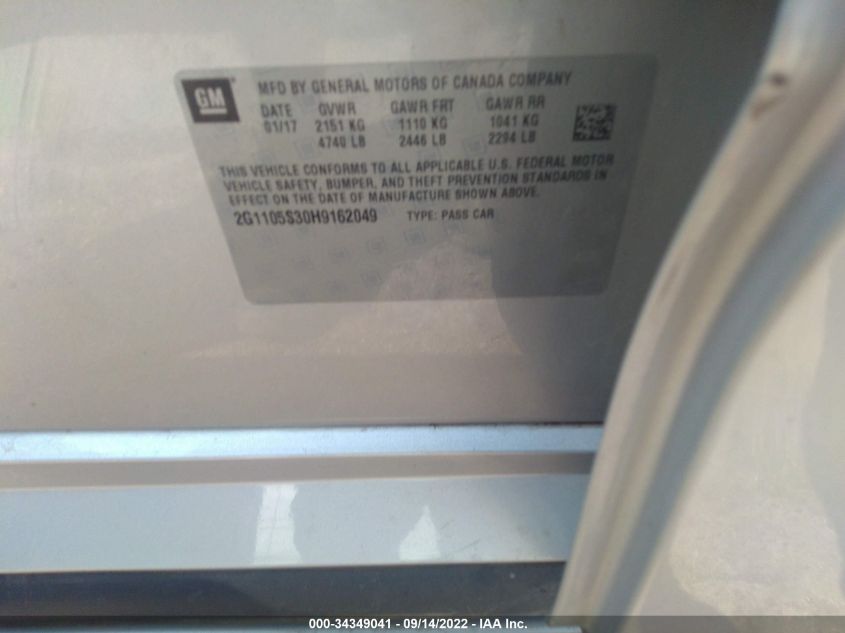 GM
MFD BY GENERAL MOTORS OF CANADA COMPANY
DATE GVWR GAWR FRT GAWR RR
01/17 2151 KG 1110 KG 1041 KG
4740 LB 2446 LB 2294 LB
THIS VEHICLE CONFORMS TO ALL APPLICABLE U.S. FEDERAL MOTOR
VEHICLE SAFETY, BUMPER, AND THEFT PREVENTION STANDARDS IN
EFFECT ON THE DATE OF MANUFACTURE SHOWN ABOVE.
2G1105S30H9162049 TYPE: PASS CAR
000-34349041 - 09/14/2022 - IAA Inc.